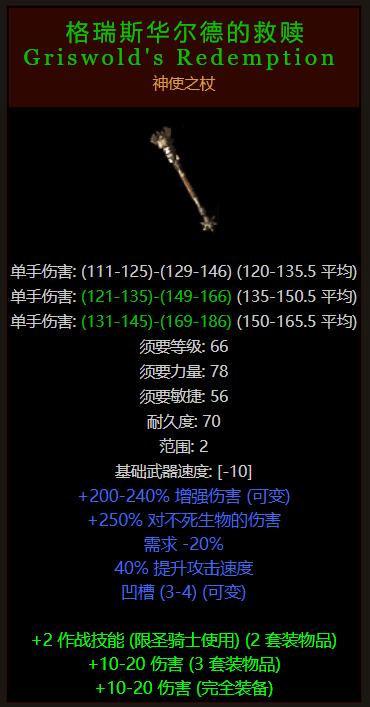 格瑞斯华尔德的救赎
Griswold's Redemption
神使之杖
单手伤害: (111-125)-(129-146) (120-135.5 平均)
单手伤害: (121-135)-(149-166) (135-150.5 平均)
单手伤害: (131-145)-(169-186) (150-165.5 平均)
须要等级: 66
须要力量: 78
须要敏捷: 56
耐久度: 70
范围: 2
基础武器速度: [-10]
+200-240% 增强伤害 (可变)
+250% 对不死生物的伤害
需求 -20%
40% 提升攻击速度
凹槽 (3-4) (可变)
+2 作战技能 (限圣骑士使用) (2 套装物品)
+10-20 伤害 (3 套装物品)
+10-20 伤害 (完全装备)